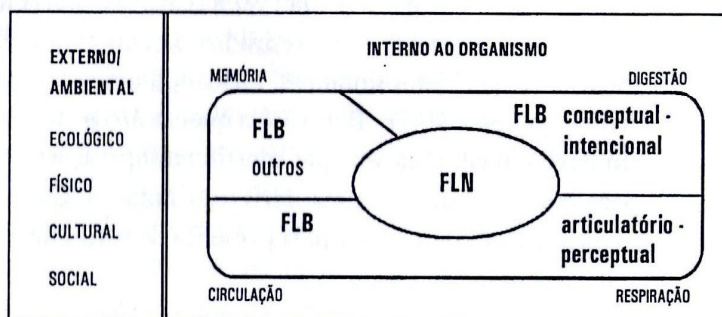 EXTERNO/
AMBIENTAL
ECOLÓGICO
FÍSICO
CULTURAL
SOCIAL
INTERNO AO ORGANISMO
MEMÓRIA
DIGESTÃO
FLB
outros
FLB
FLN
FLB conceptual -
intencional
articulatório -
perceptual
CIRCULAÇÃO
RESPIRAÇÃO